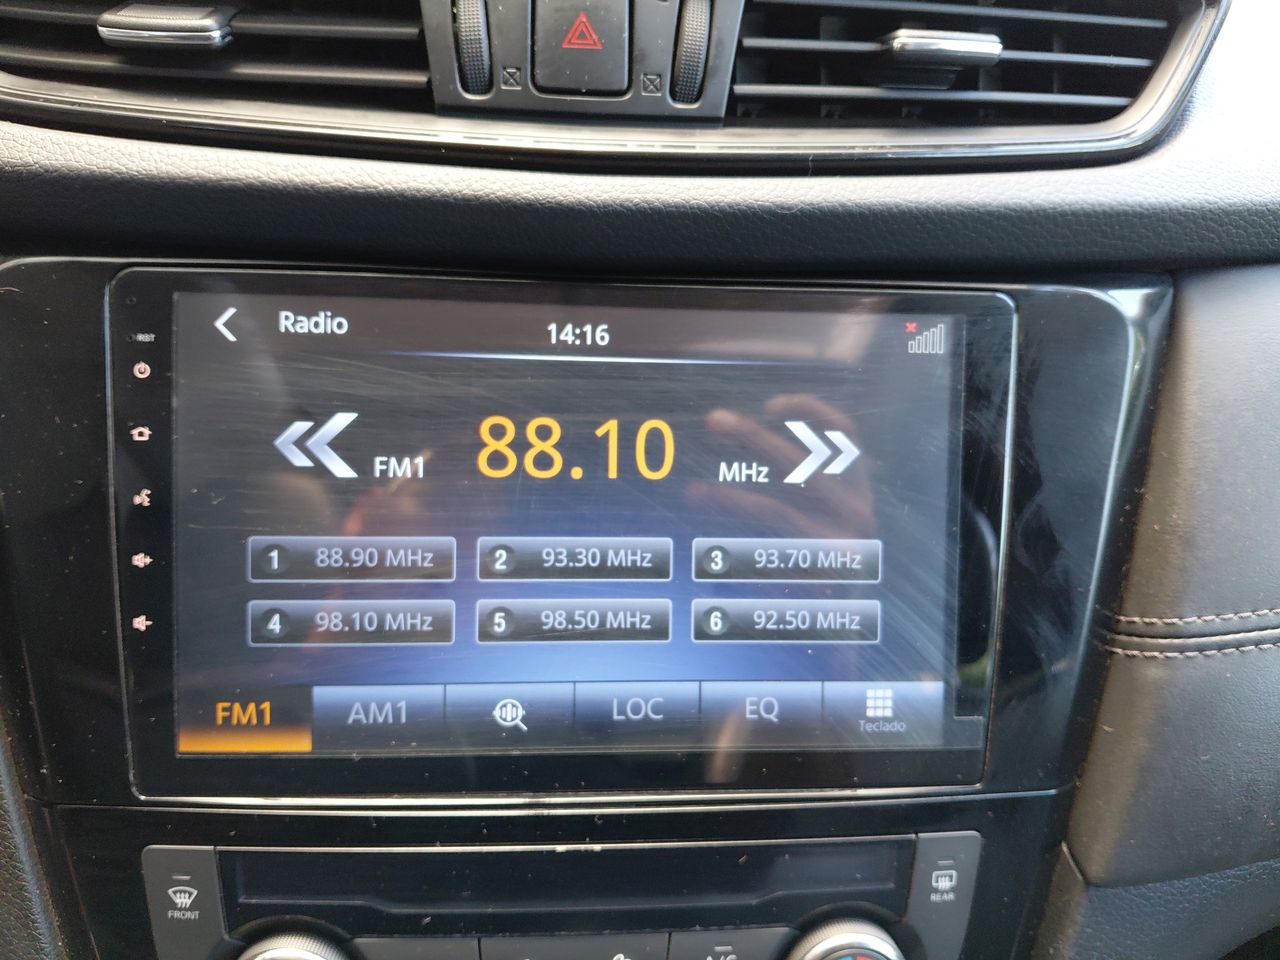 RST
Radio
14:16
FM1 88.10 MHz
1 88.90 MHz
2 93.30 MHz
3 93.70 MHz
4 98.10 MHz
5 98.50 MHz
6 92.50 MHz
FM1
AM1
LOC
EQ
Teclado
FRONT
REAR
A/C